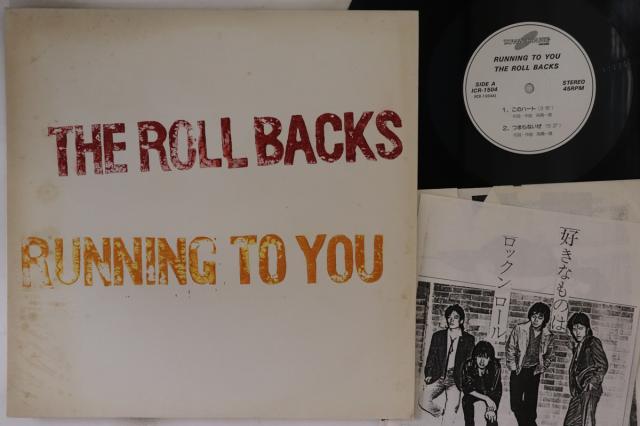 THE ROLL BACKS
RUNNING TO YOU
RUNNING TO YOU
THE ROLL BACKS
SIDE A
ICR-1504
STEREO
45RPM
1. このハート
2. つまらないぜ
好きなものは
ロックンロール